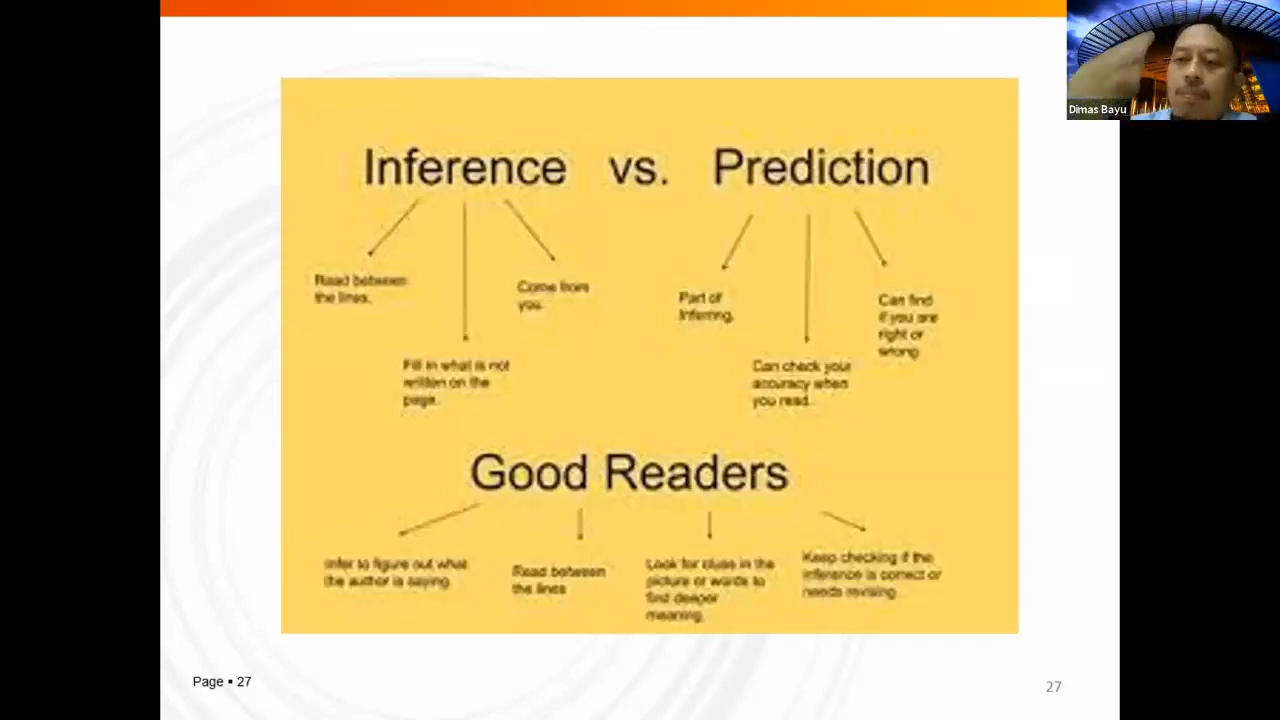 Dimas Bayu
Inference vs. Prediction
Read between
the lines.
Fill in what is not
written on the
page.
Come from
you.
Part of
Inferring.
Can check your
accuracy when
you read.
Can find
if you are
right or
wrong
Good Readers
Infer to figure out what
the author is saying.
Read between
the lines
Look for clues in the
picture or words to
find deeper
meaning.
Keep checking if the
inference is correct or
needs revising.
Page ▪ 27
27